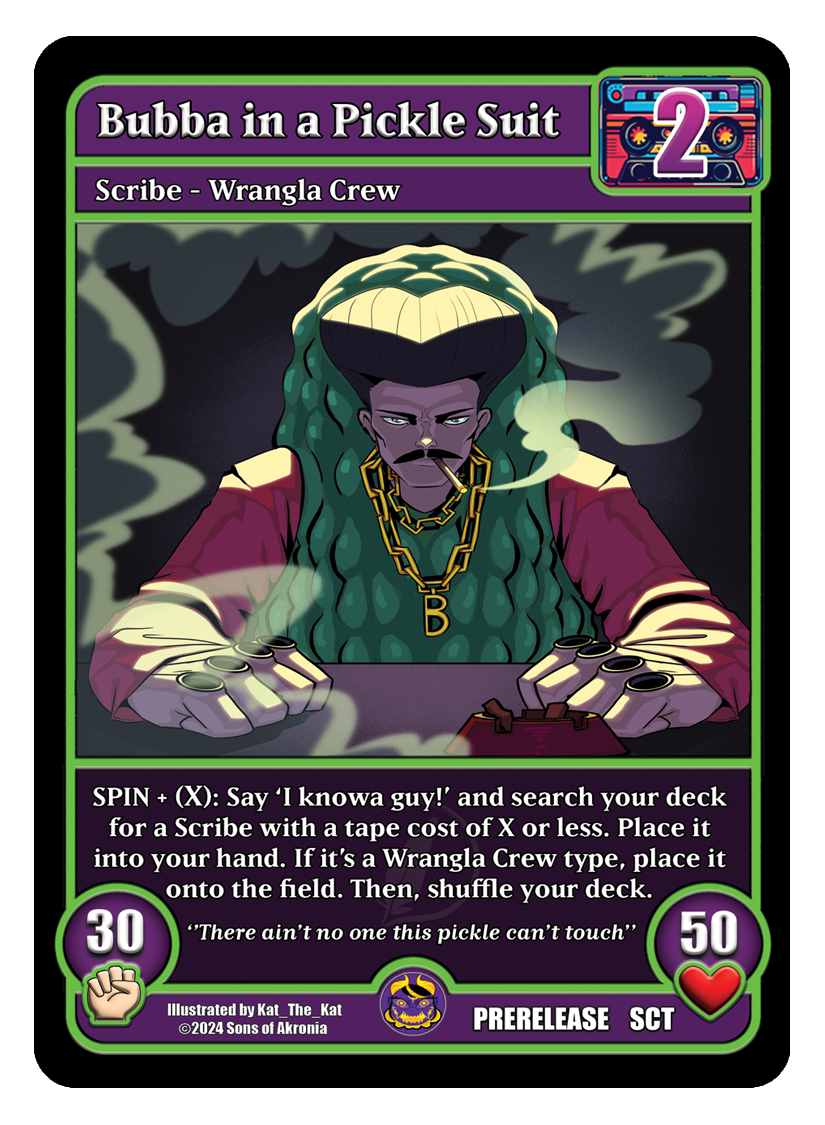 Bubba in a Pickle Suit
2
Scribe - Wrangla Crew
B
SPIN + (X): Say ‘I knowa guy!’ and search your deck
for a Scribe with a tape cost of X or less. Place it
into your hand. If it’s a Wrangla Crew type, place it
onto the field. Then, shuffle your deck.
30
‘’There ain’t no one this pickle can’t touch’’
50
Illustrated by Kat_The_Kat
©2024 Sons of Akronia
PRERELEASE SCT